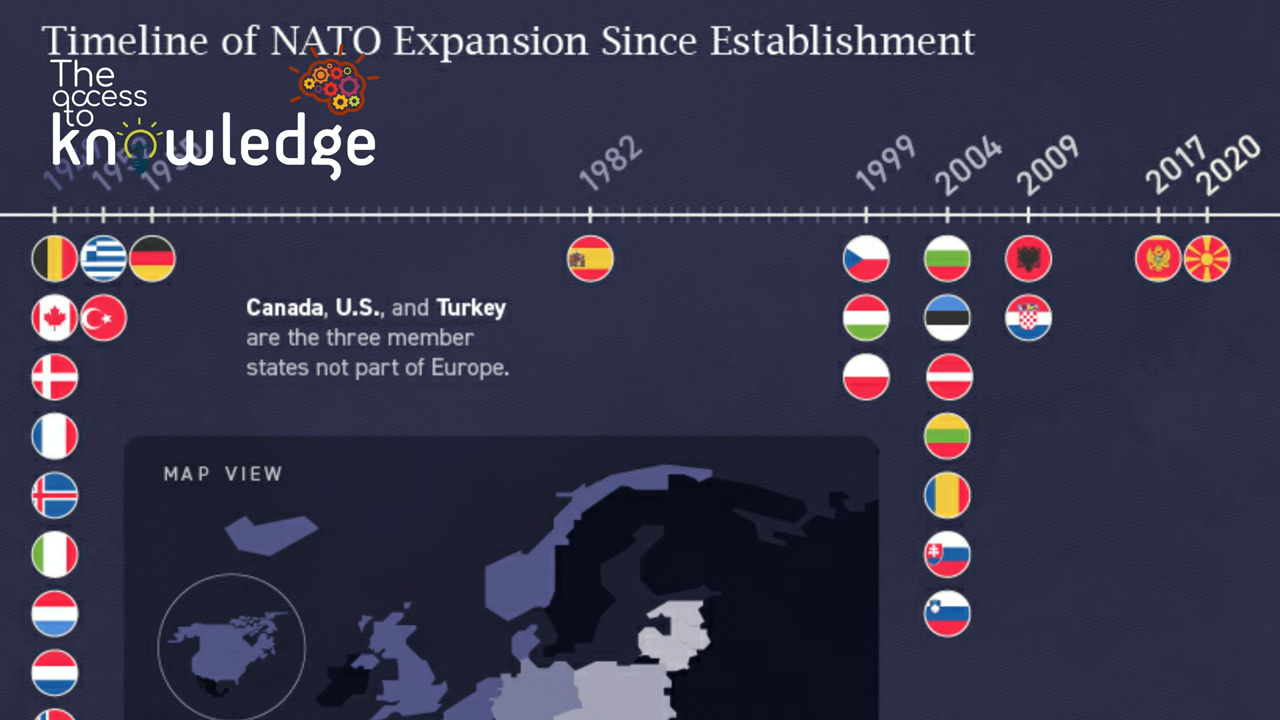 Timeline of NATO Expansion Since Establishment
The
access
to
knowledge
1982
1999
2004
2009
2017
2020
Canada, U.S., and Turkey
are the three member
states not part of Europe.
MAP VIEW